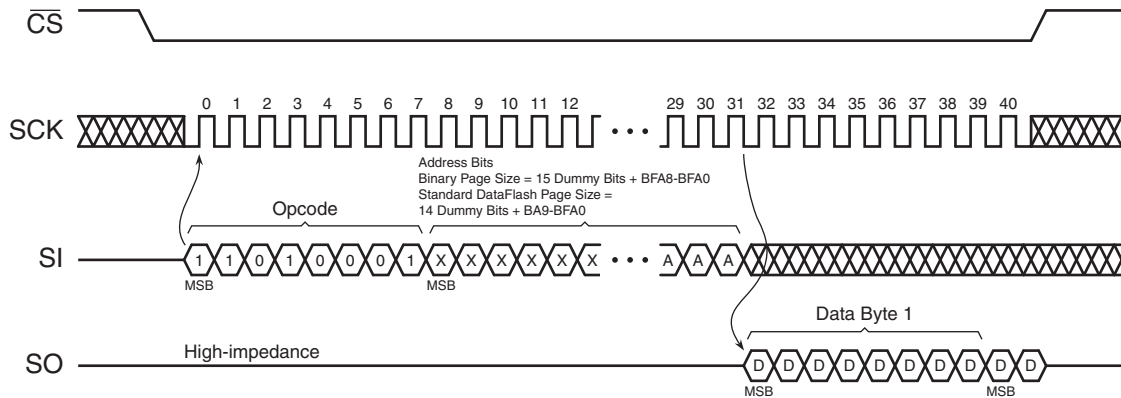 CS
0 1 2 3 4 5 6 7 8 9 10 11 12 29 30 31 32 33 34 35 36 37 38 39 40
SCK
Address Bits
Binary Page Size = 15 Dummy Bits + BFA8-BFA0
Standard DataFlash Page Size =
14 Dummy Bits + BA9-BFA0
Opcode
SI 1 1 0 1 0 0 0 1 X X X X X X A A A
MSB MSB
Data Byte 1
High-impedance
SO D D D D D D D D D D
MSB MSB